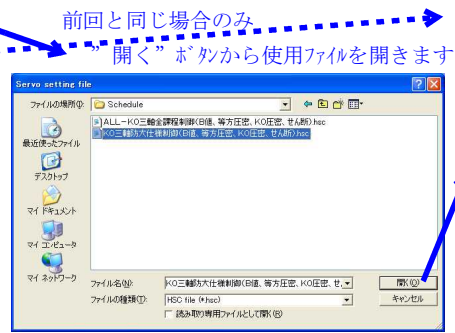 前回と同じ場合のみ
”開く”ボタンから使用ファイルを開きます
Servo setting file
ファイルの場所(I):
Schedule
ALL-K0三軸全課程制御(B値、等方圧密、K0圧密、せん断).hsc
K0三軸防大仕様制御(B値、等方圧密、K0圧密、せん断).hsc
最近使ったファイル
デスクトップ
マイ ドキュメント
マイ コンピュータ
マイ ネットワーク
ファイル名(N):
K0三軸防大仕様制御(B値、等方圧密、K0圧密、せ
開く(O)
ファイルの種類(T):
HSC file (*.hsc)
キャンセル
読み取り専用ファイルとして開く(R)